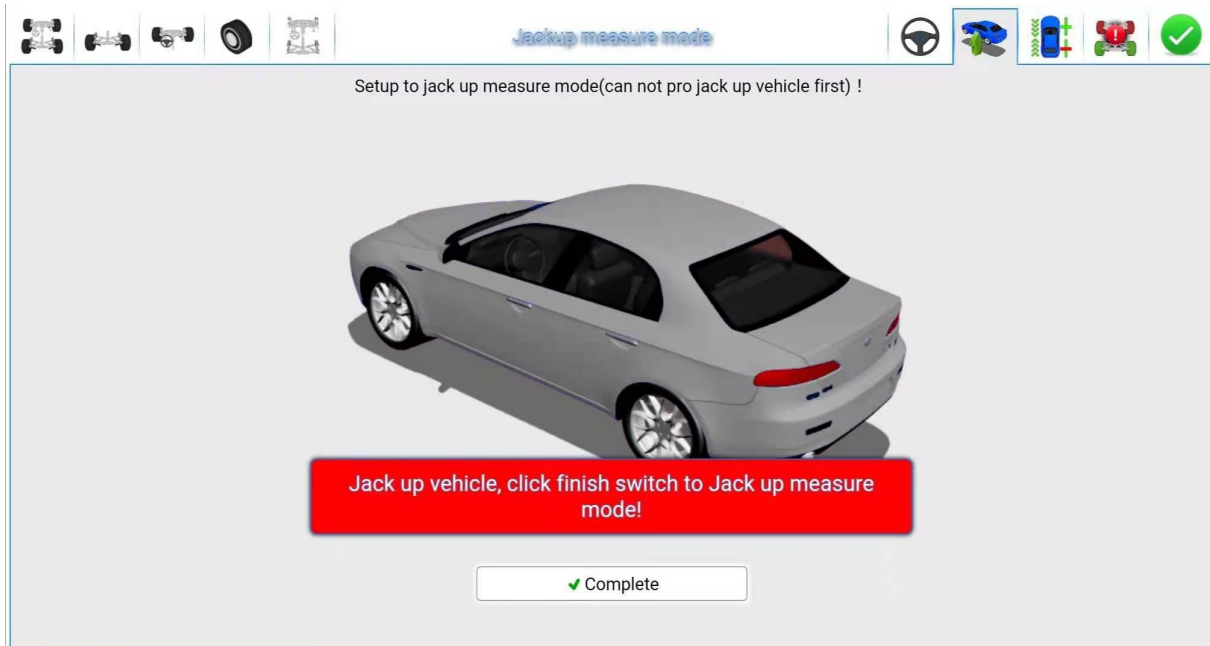 Jackup measure mode
Setup to jack up measure mode(can not pro jack up vehicle first) !
Jack up vehicle, click finish switch to Jack up measure
mode!
Complete